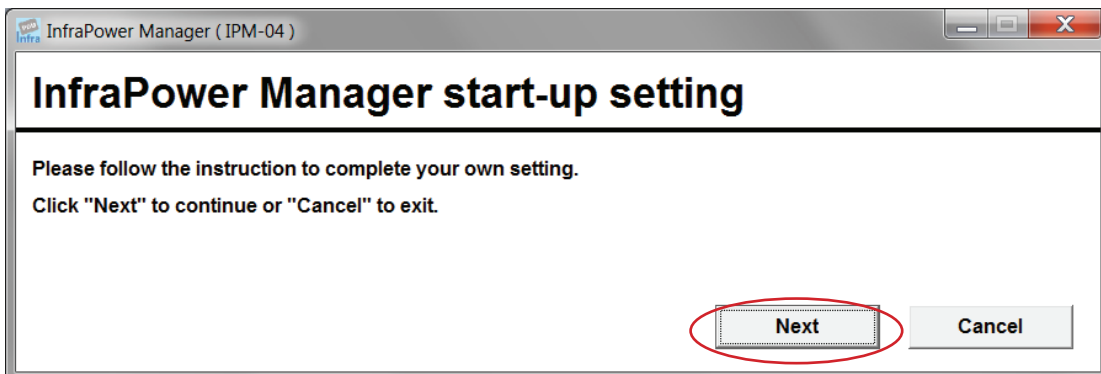 InfraPower Manager ( IPM-04 )
InfraPower Manager start-up setting
Please follow the instruction to complete your own setting.
Click "Next" to continue or "Cancel" to exit.
Next Cancel